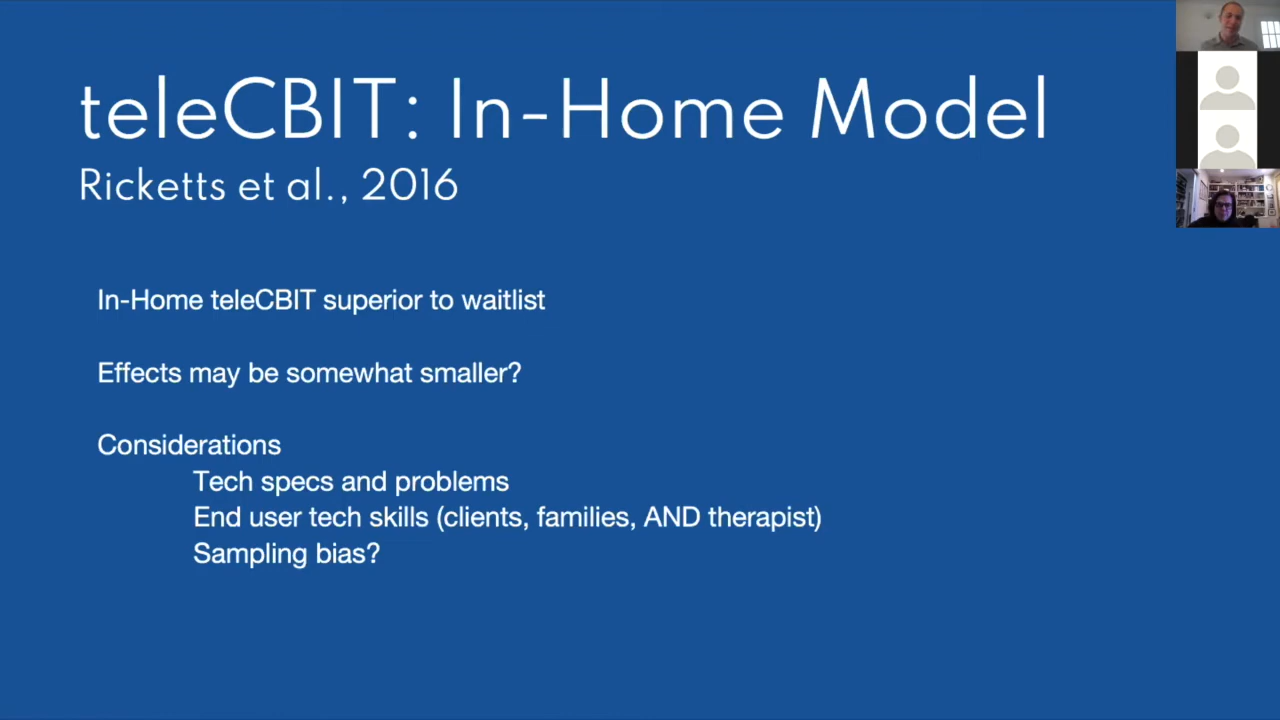 teleCBIT: In-Home Model
Ricketts et al., 2016
In-Home teleCBIT superior to waitlist
Effects may be somewhat smaller?
Considerations
Tech specs and problems
End user tech skills (clients, families, AND therapist)
Sampling bias?